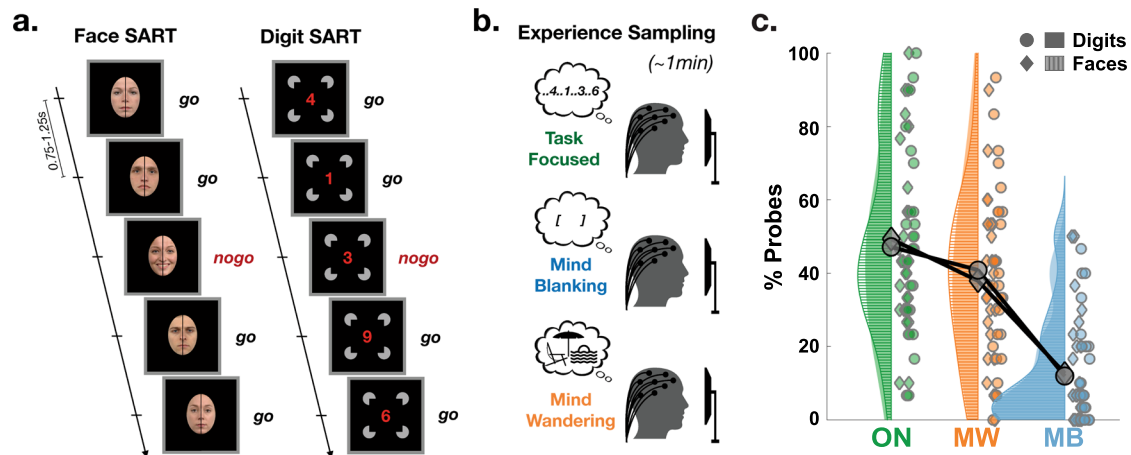 a.
Face SART
Digit SART
0.75-1.25s
go
go
nogo
go
go
4
go
1
go
3
nogo
9
go
6
go
b.
Experience Sampling
(~1min)
..4..1..3..6
Task
Focused
[ ]
Mind
Blanking
Mind
Wandering
c.
Digits
Faces
% Probes
100
80
60
40
20
0
ON
MW
MB